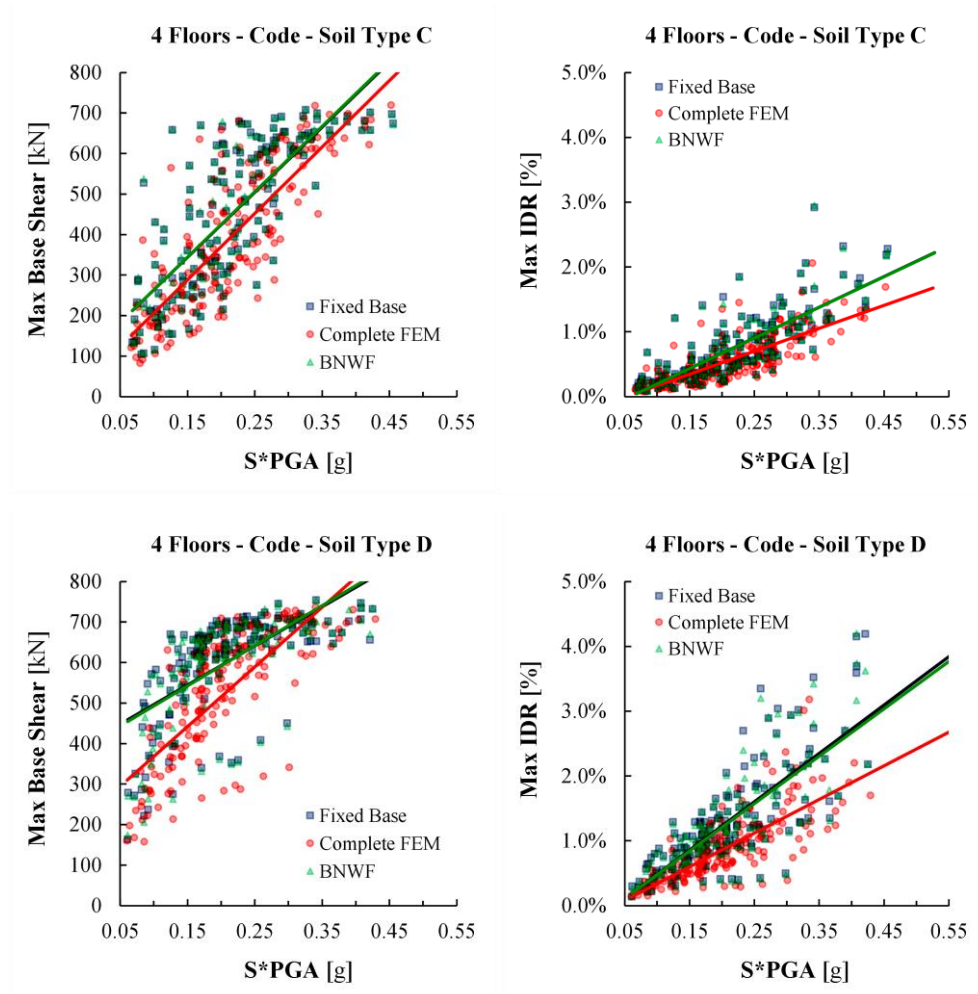 4 Floors - Code - Soil Type C
Max Base Shear [kN]
800
700
600
500
400
300
200
100
0
Fixed Base
Complete FEM
BNWF
0.05 0.15 0.25 0.35 0.45 0.55
S*PGA [g]
4 Floors - Code - Soil Type C
Max IDR [%]
5.0%
4.0%
3.0%
2.0%
1.0%
0.0%
Fixed Base
Complete FEM
BNWF
0.05 0.15 0.25 0.35 0.45 0.55
S*PGA [g]
4 Floors - Code - Soil Type D
Max Base Shear [kN]
800
700
600
500
400
300
200
100
0
Fixed Base
Complete FEM
BNWF
0.05 0.15 0.25 0.35 0.45 0.55
S*PGA [g]
4 Floors - Code - Soil Type D
Max IDR [%]
5.0%
4.0%
3.0%
2.0%
1.0%
0.0%
Fixed Base
Complete FEM
BNWF
0.05 0.15 0.25 0.35 0.45 0.55
S*PGA [g]